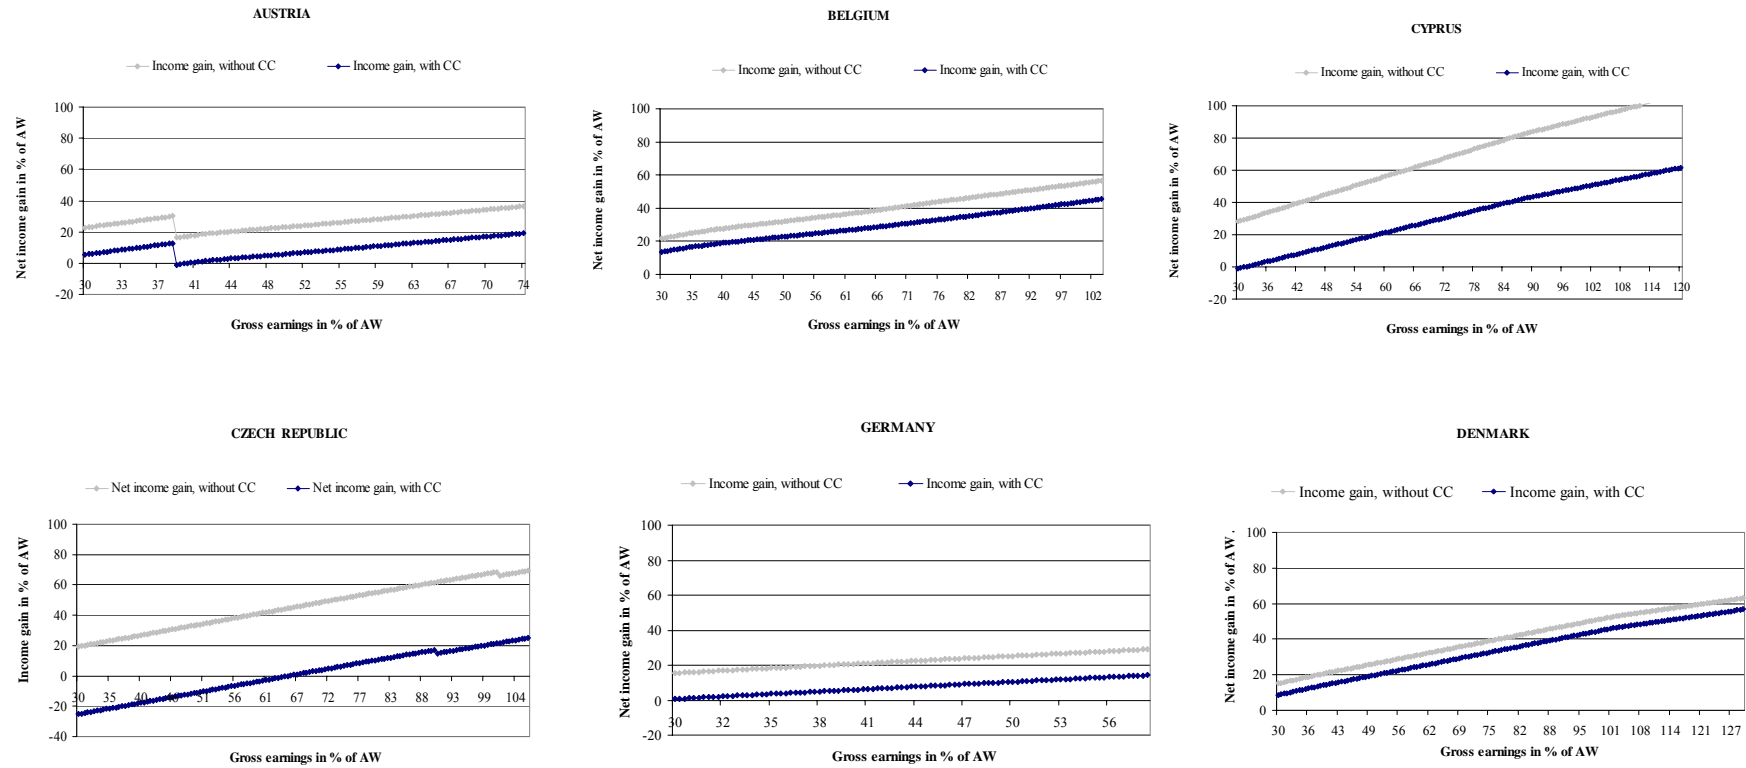 AUSTRIA
Income gain, without CC Income gain, with CC
Net income gain in % of AW
100
80
60
40
20
0
-20
30 33 37 41 44 48 52 55 59 63 67 70 74
Gross earnings in % of AW
BELGIUM
Income gain, without CC Income gain, with CC
Net income gain in % of AW
100
80
60
40
20
0
30 35 40 45 50 56 61 66 71 76 82 87 92 97 102
Gross earnings in % of AW
CYPRUS
Income gain, without CC Income gain, with CC
Net income gain in % of AW
100
80
60
40
20
0
-20
30 36 42 48 54 60 66 72 78 84 90 96 102 108 114 120
Gross earnings in % of AW
CZECH REPUBLIC
Net income gain, without CC Net income gain, with CC
Income gain in % of AW
100
80
60
40
20
0
-20
-40
30 35 40 46 51 56 61 67 72 77 83 88 93 99 104
Gross earnings in % of AW
GERMANY
Income gain, without CC Income gain, with CC
Net income gain in % of AW
100
80
60
40
20
0
-20
30 32 35 38 41 44 47 50 53 56
Gross earnings in % of AW
DENMARK
Income gain, without CC Income gain, with CC
Net income gain in % of AW .
100
80
60
40
20
0
30 36 43 49 56 62 69 75 82 88 95 101 108 114 121 127
Gross earnings in % of AW